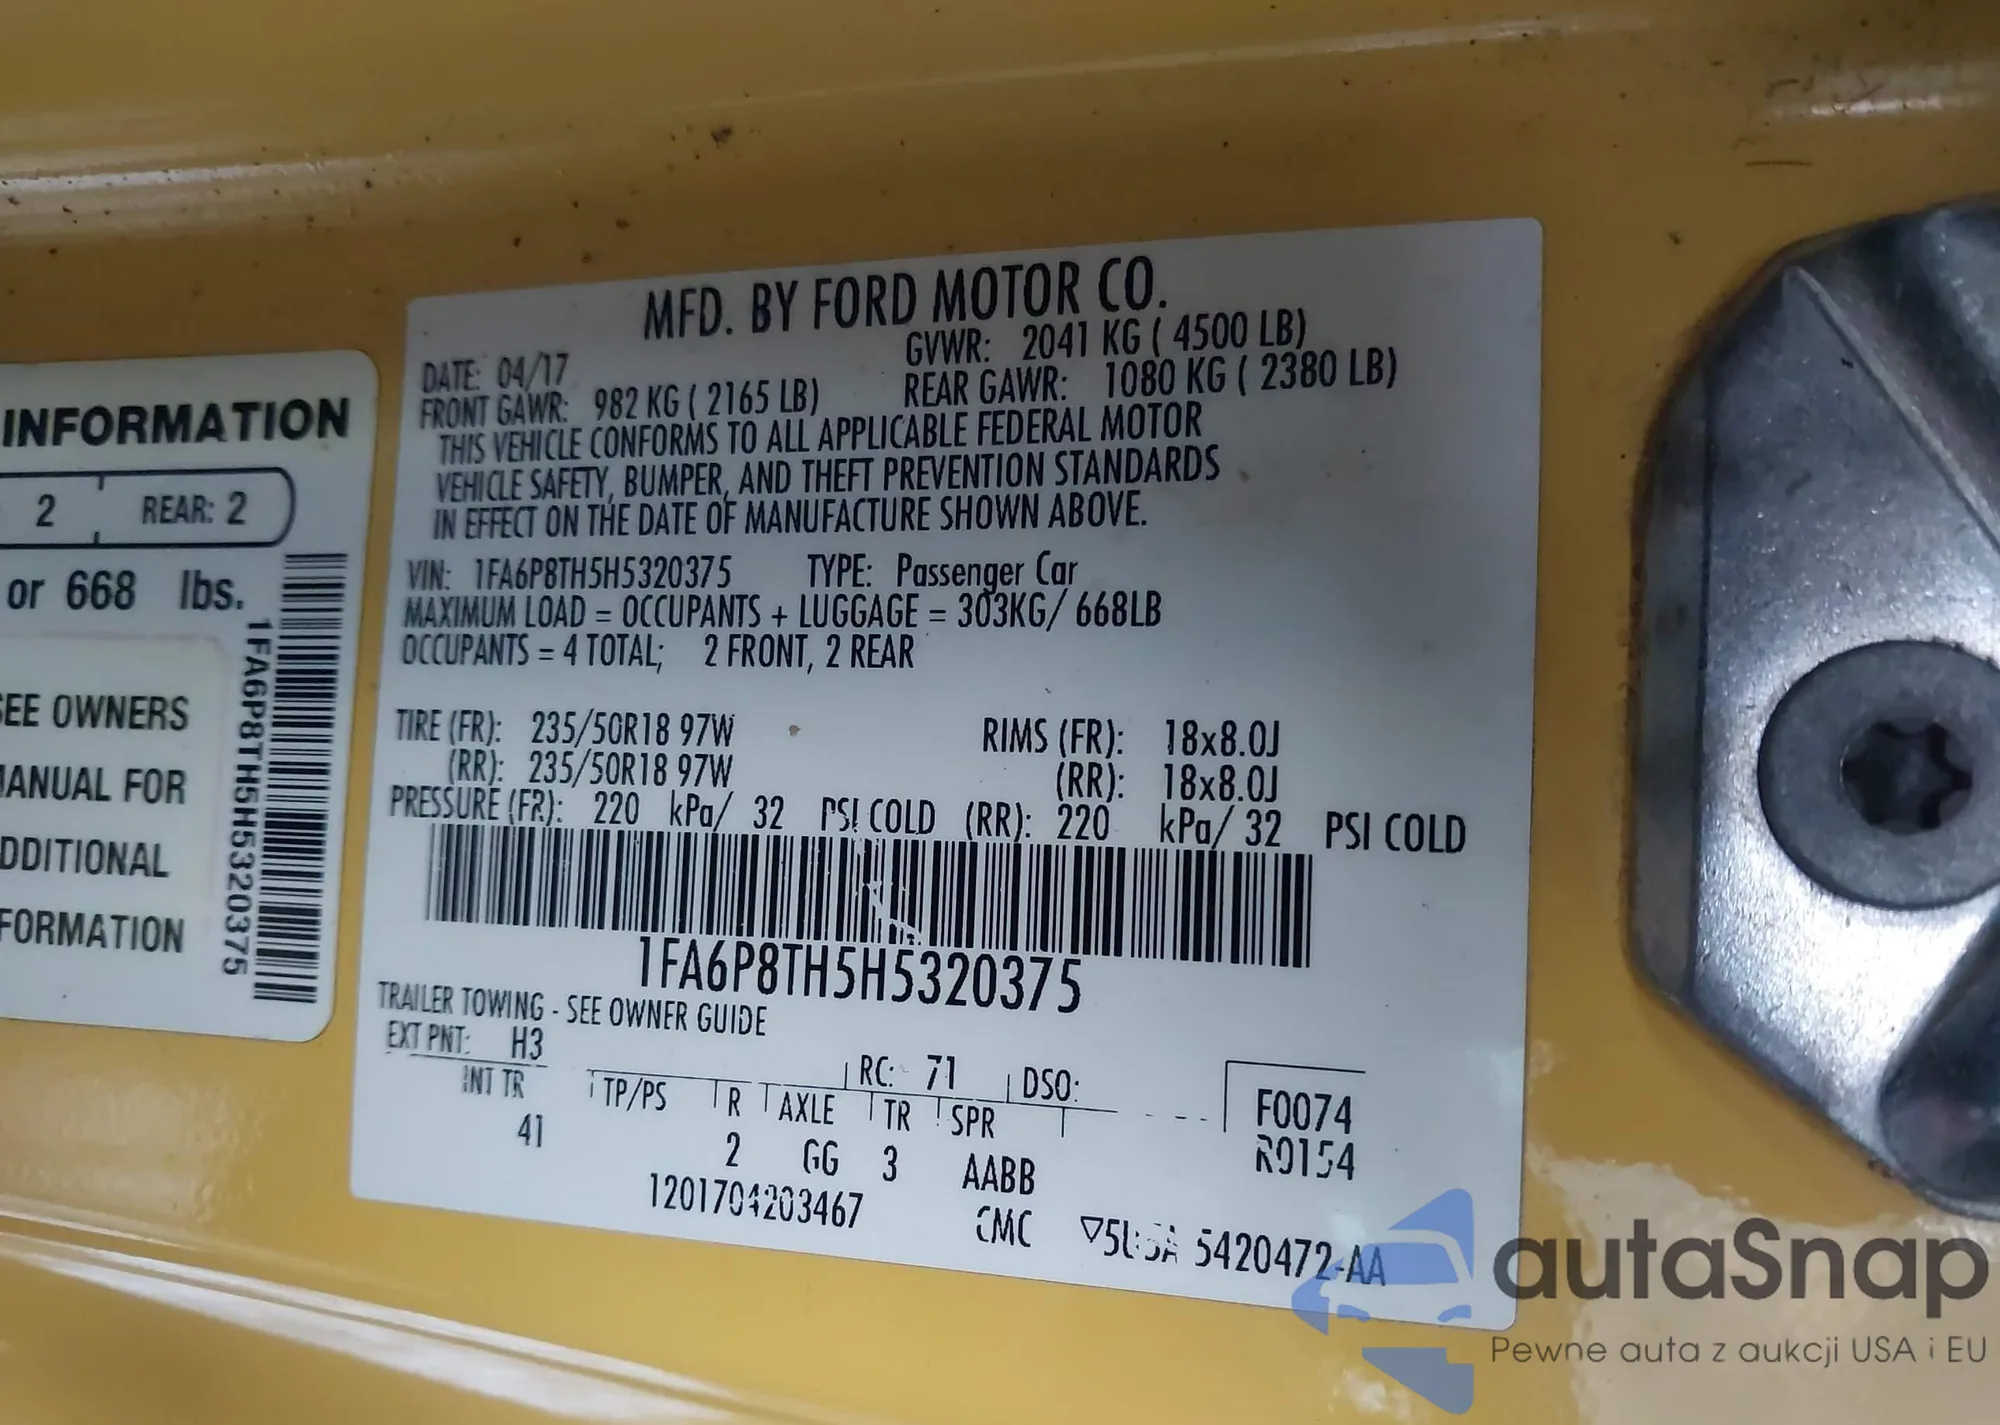 INFORMATION
2 REAR: 2
or 668 lbs.
SEE OWNERS
MANUAL FOR
ADDITIONAL
INFORMATION
1FA6P8TH5H5320375
MFD. BY FORD MOTOR CO.
DATE: 04/17 GVWR: 2041 KG ( 4500 LB)
FRONT GAWR: 982 KG ( 2165 LB) REAR GAWR: 1080 KG ( 2380 LB)
THIS VEHICLE CONFORMS TO ALL APPLICABLE FEDERAL MOTOR
VEHICLE SAFETY, BUMPER, AND THEFT PREVENTION STANDARDS
IN EFFECT ON THE DATE OF MANUFACTURE SHOWN ABOVE.
VIN: 1FA6P8TH5H5320375 TYPE: Passenger Car
MAXIMUM LOAD = OCCUPANTS + LUGGAGE = 303KG/ 668LB
OCCUPANTS = 4 TOTAL; 2 FRONT, 2 REAR
TIRE (FR): 235/50R18 97W RIMS (FR): 18x8.0J
(RR): 235/50R18 97W (RR): 18x8.0J
PRESSURE (FR): 220 kPa/ 32 PSI COLD (RR): 220 kPa/ 32 PSI COLD
1FA6P8TH5H5320375
TRAILER TOWING - SEE OWNER GUIDE
EXT PNT: H3 RC: 71 DSO:
INT TR TP/PS R AXLE TR SPR F0074
41 2 GG 3 AABB R0154
1201704203467 CMC 5420472-AA
autaSnap
Pewne auta z aukcji USA i EU